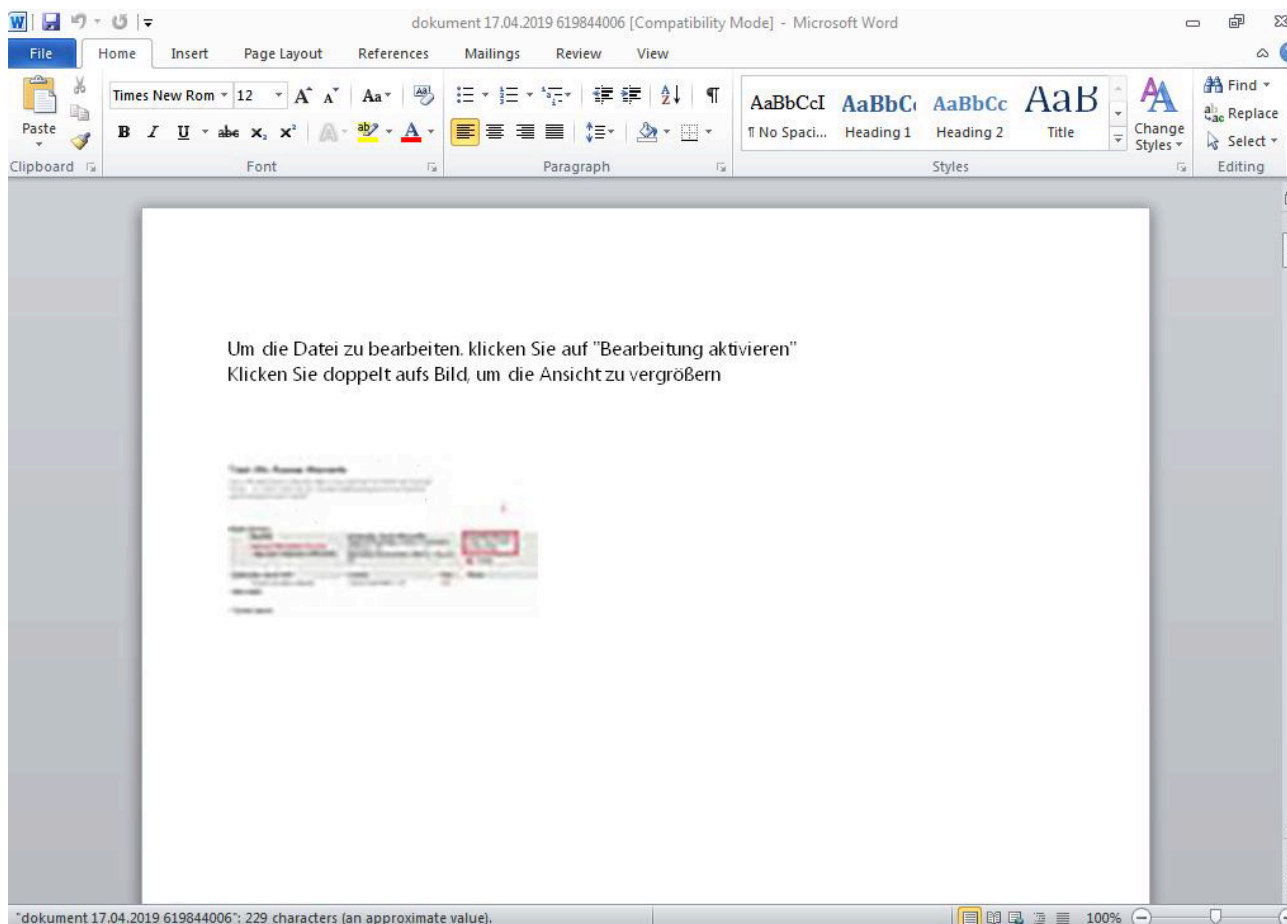 dokument 17.04.2019 619844006 [Compatibility Mode] - Microsoft Word
File Home Insert Page Layout References Mailings Review View
Times New Rom 12 Aa
Find
Paste
Replace
Select
AaBbCcI AaBbC AaBbCc AaB
¶ No Spaci... Heading 1 Heading 2 Title
Change Styles
Clipboard Font Paragraph Styles Editing
Um die Datei zu bearbeiten. klicken Sie auf "Bearbeitung aktivieren"
Klicken Sie doppelt aufs Bild, um die Ansicht zu vergrößern
"dokument 17.04.2019 619844006": 229 characters (an approximate value). 100%